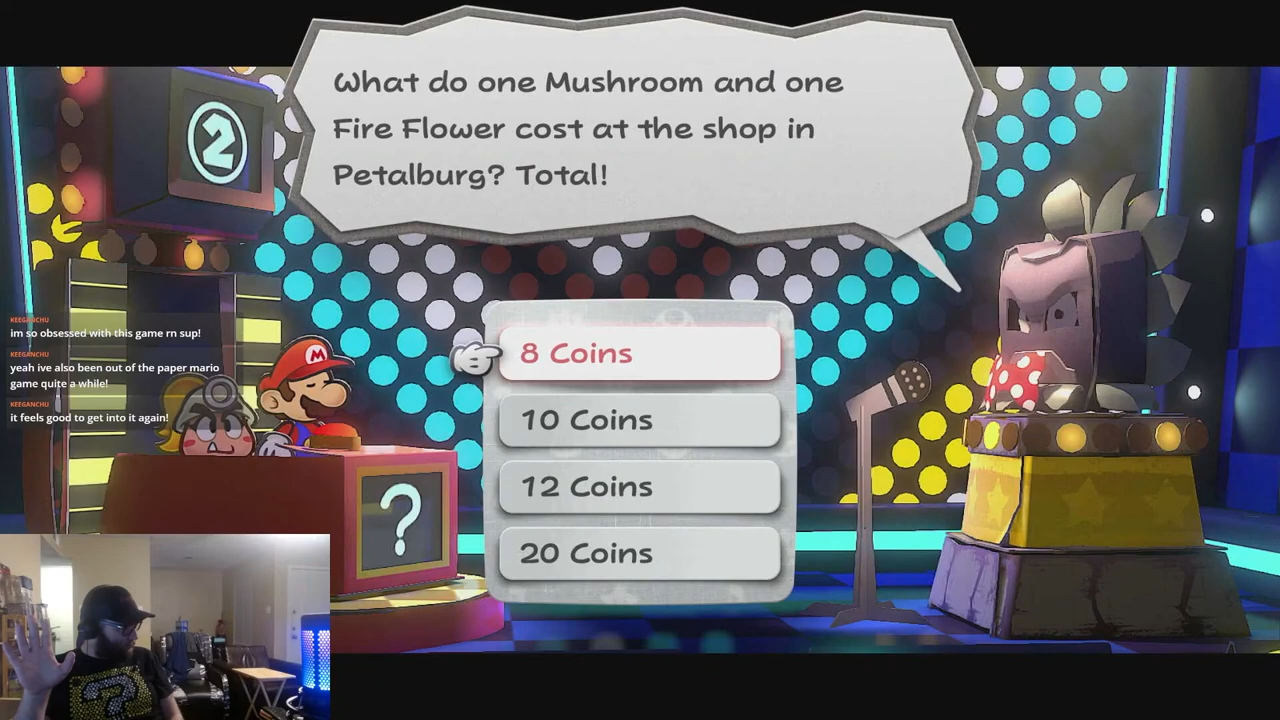 What do one Mushroom and one
Fire Flower cost at the shop in
Petalburg? Total!
2
8 Coins
10 Coins
12 Coins
20 Coins
KEEGANCHU
im so obsessed with this game rn sup!
KEEGANCHU
yeah ive also been out of the paper mario
game quite a while!
KEEGANCHU
it feels good to get into it again!
M
?
?